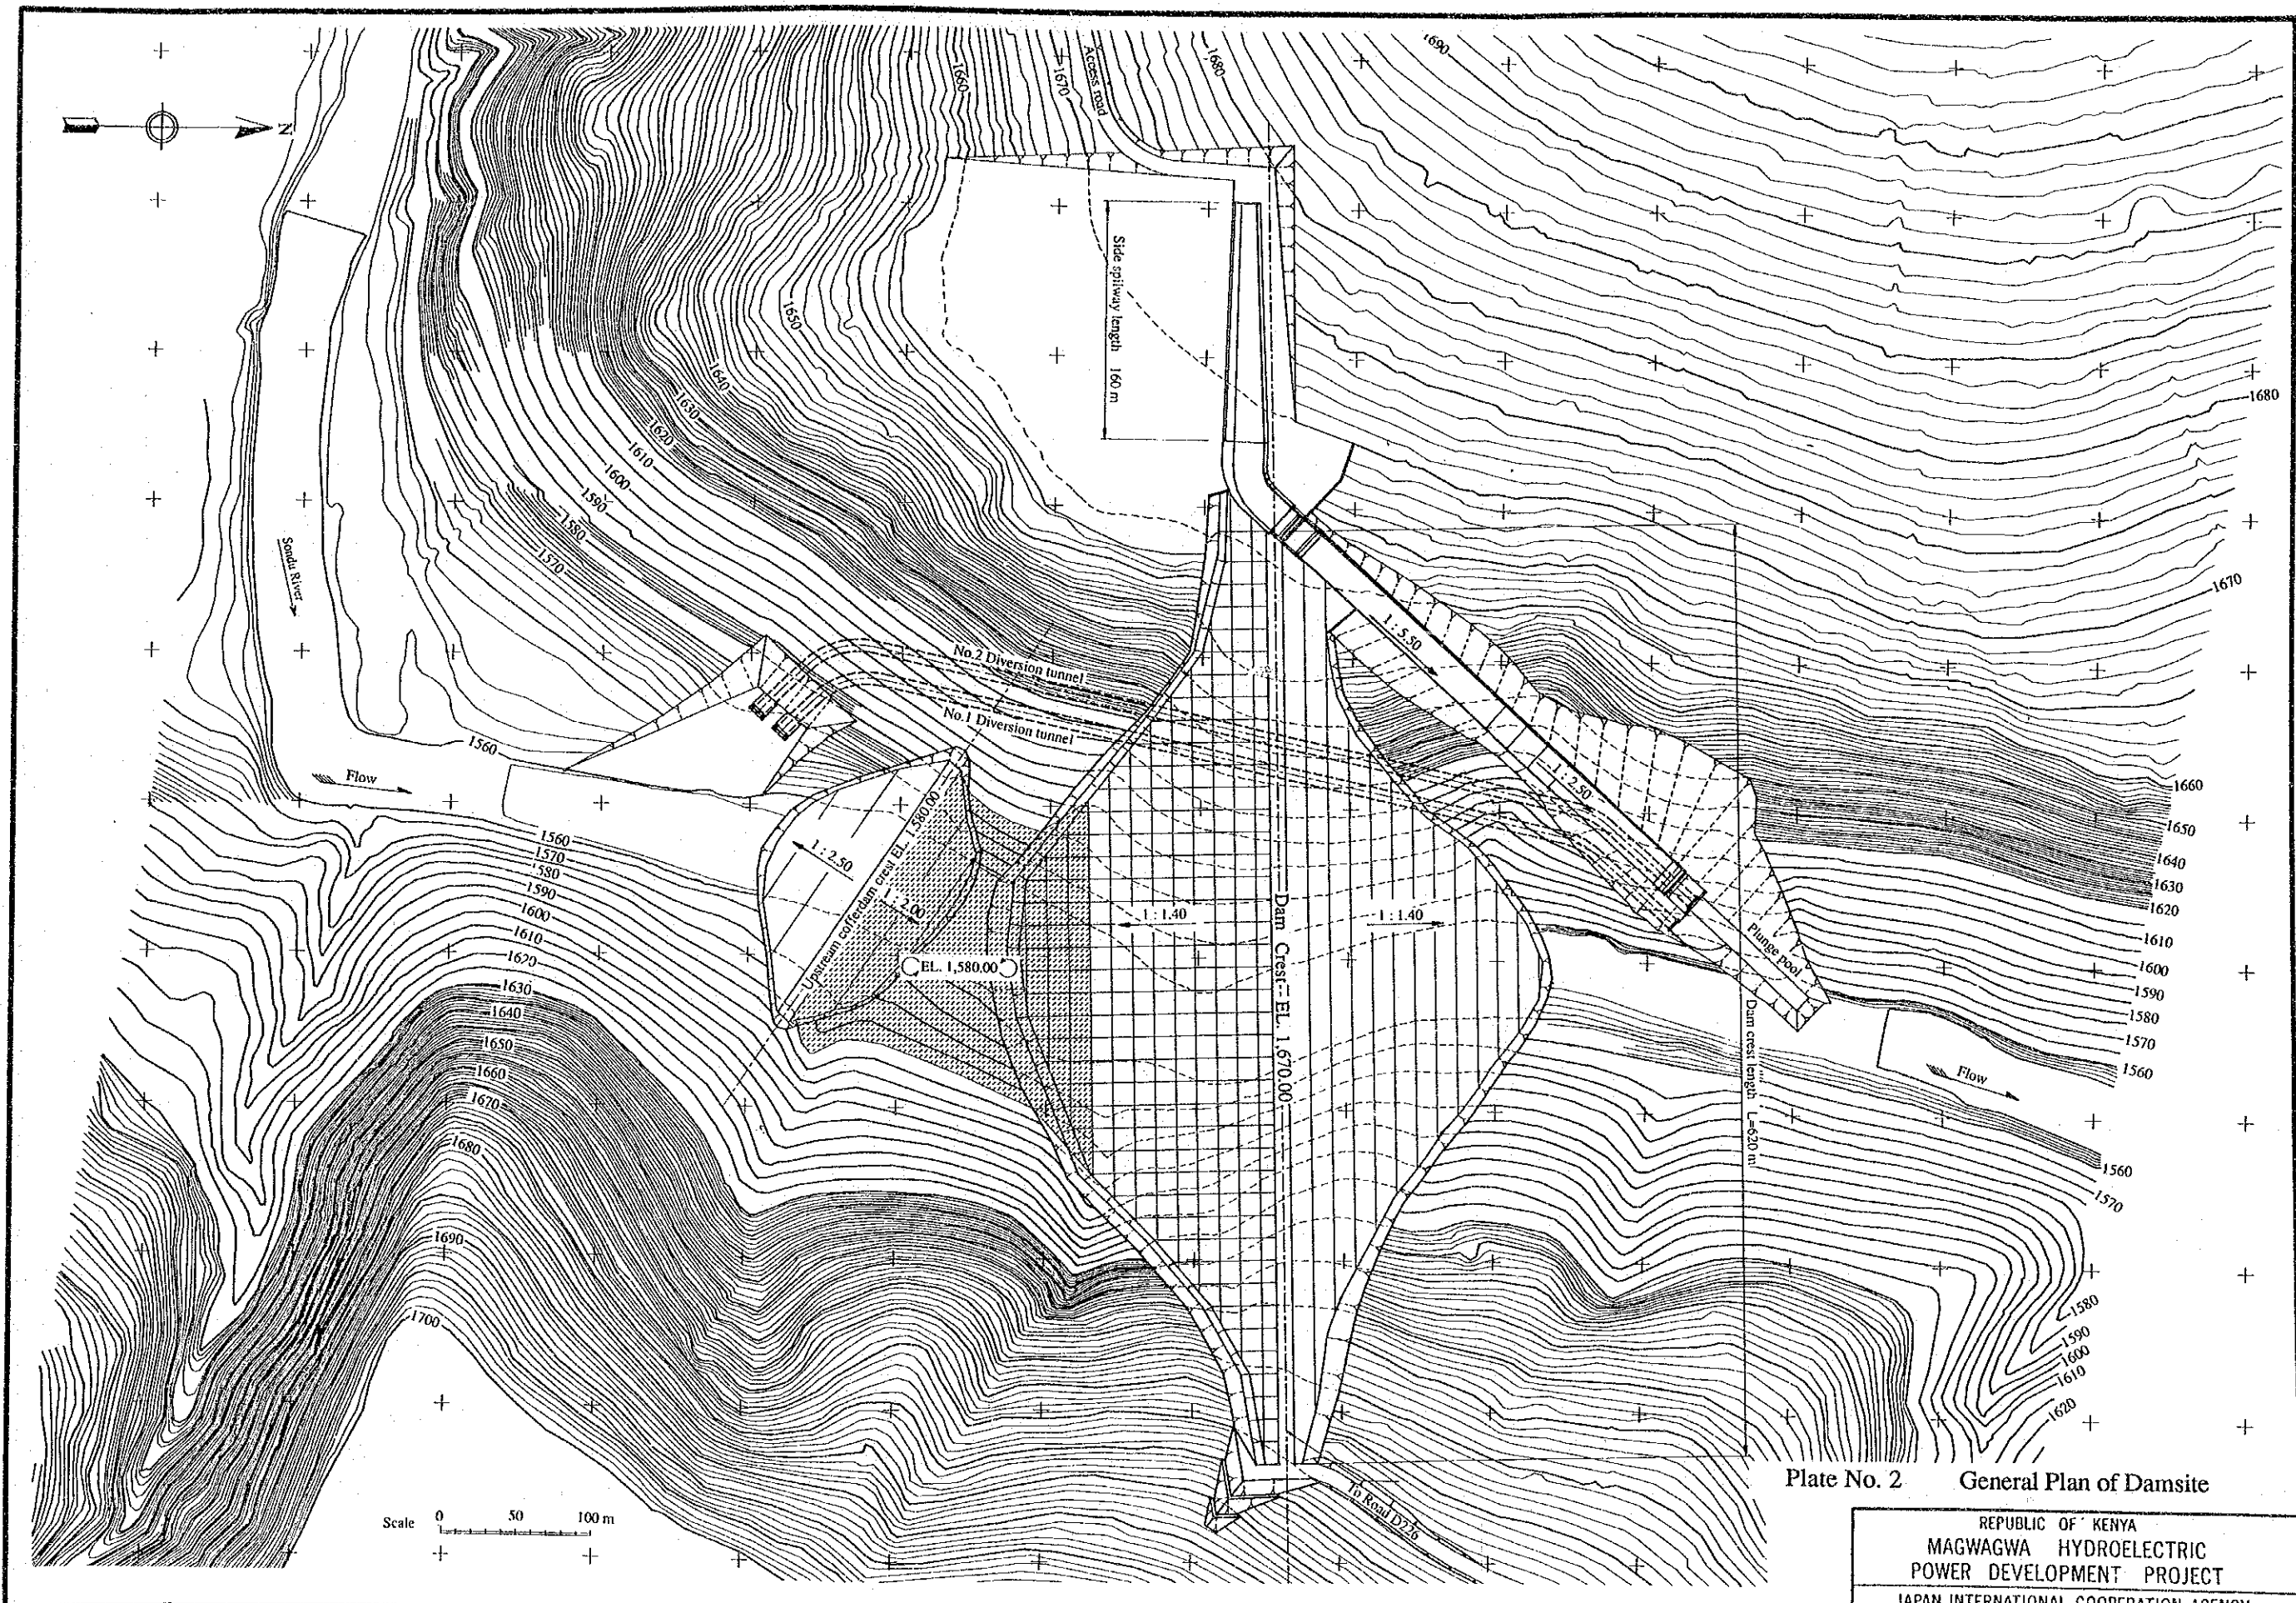 1690
1680
1670
1660
Access road
N
1650
1640
1630
1620
1610
1600
1590
1580
1570
Side spilway length 160 m
1680
1670
Sondu River
No.2 Diversion tunnel
No.1 Diversion tunnel
1 : 5.50
1 : 2.50
1560
Flow
1660
1650
1640
1630
1620
1610
1600
1590
1580
1570
1560
1560
1570
1580
1590
1600
1610
1620
1630
1640
1650
1660
1670
1680
1690
1700
1 : 2.50
1 : 2.00
Upstream cofferdam crest EL. 1,580.00
EL. 1,580.00
1 : 1.40
1 : 1.40
Dam Crest-- EL. 1,670.00
Plunge pool
Dam crest length L=620 m
Flow
1560
1570
1580
1590
1600
1610
1620
To Road D226
Scale 0 50 100 m
Plate No. 2 General Plan of Damsite
REPUBLIC OF KENYA
MAGWAGWA HYDROELECTRIC
POWER DEVELOPMENT PROJECT
JAPAN INTERNATIONAL COOPERATION AGENCY